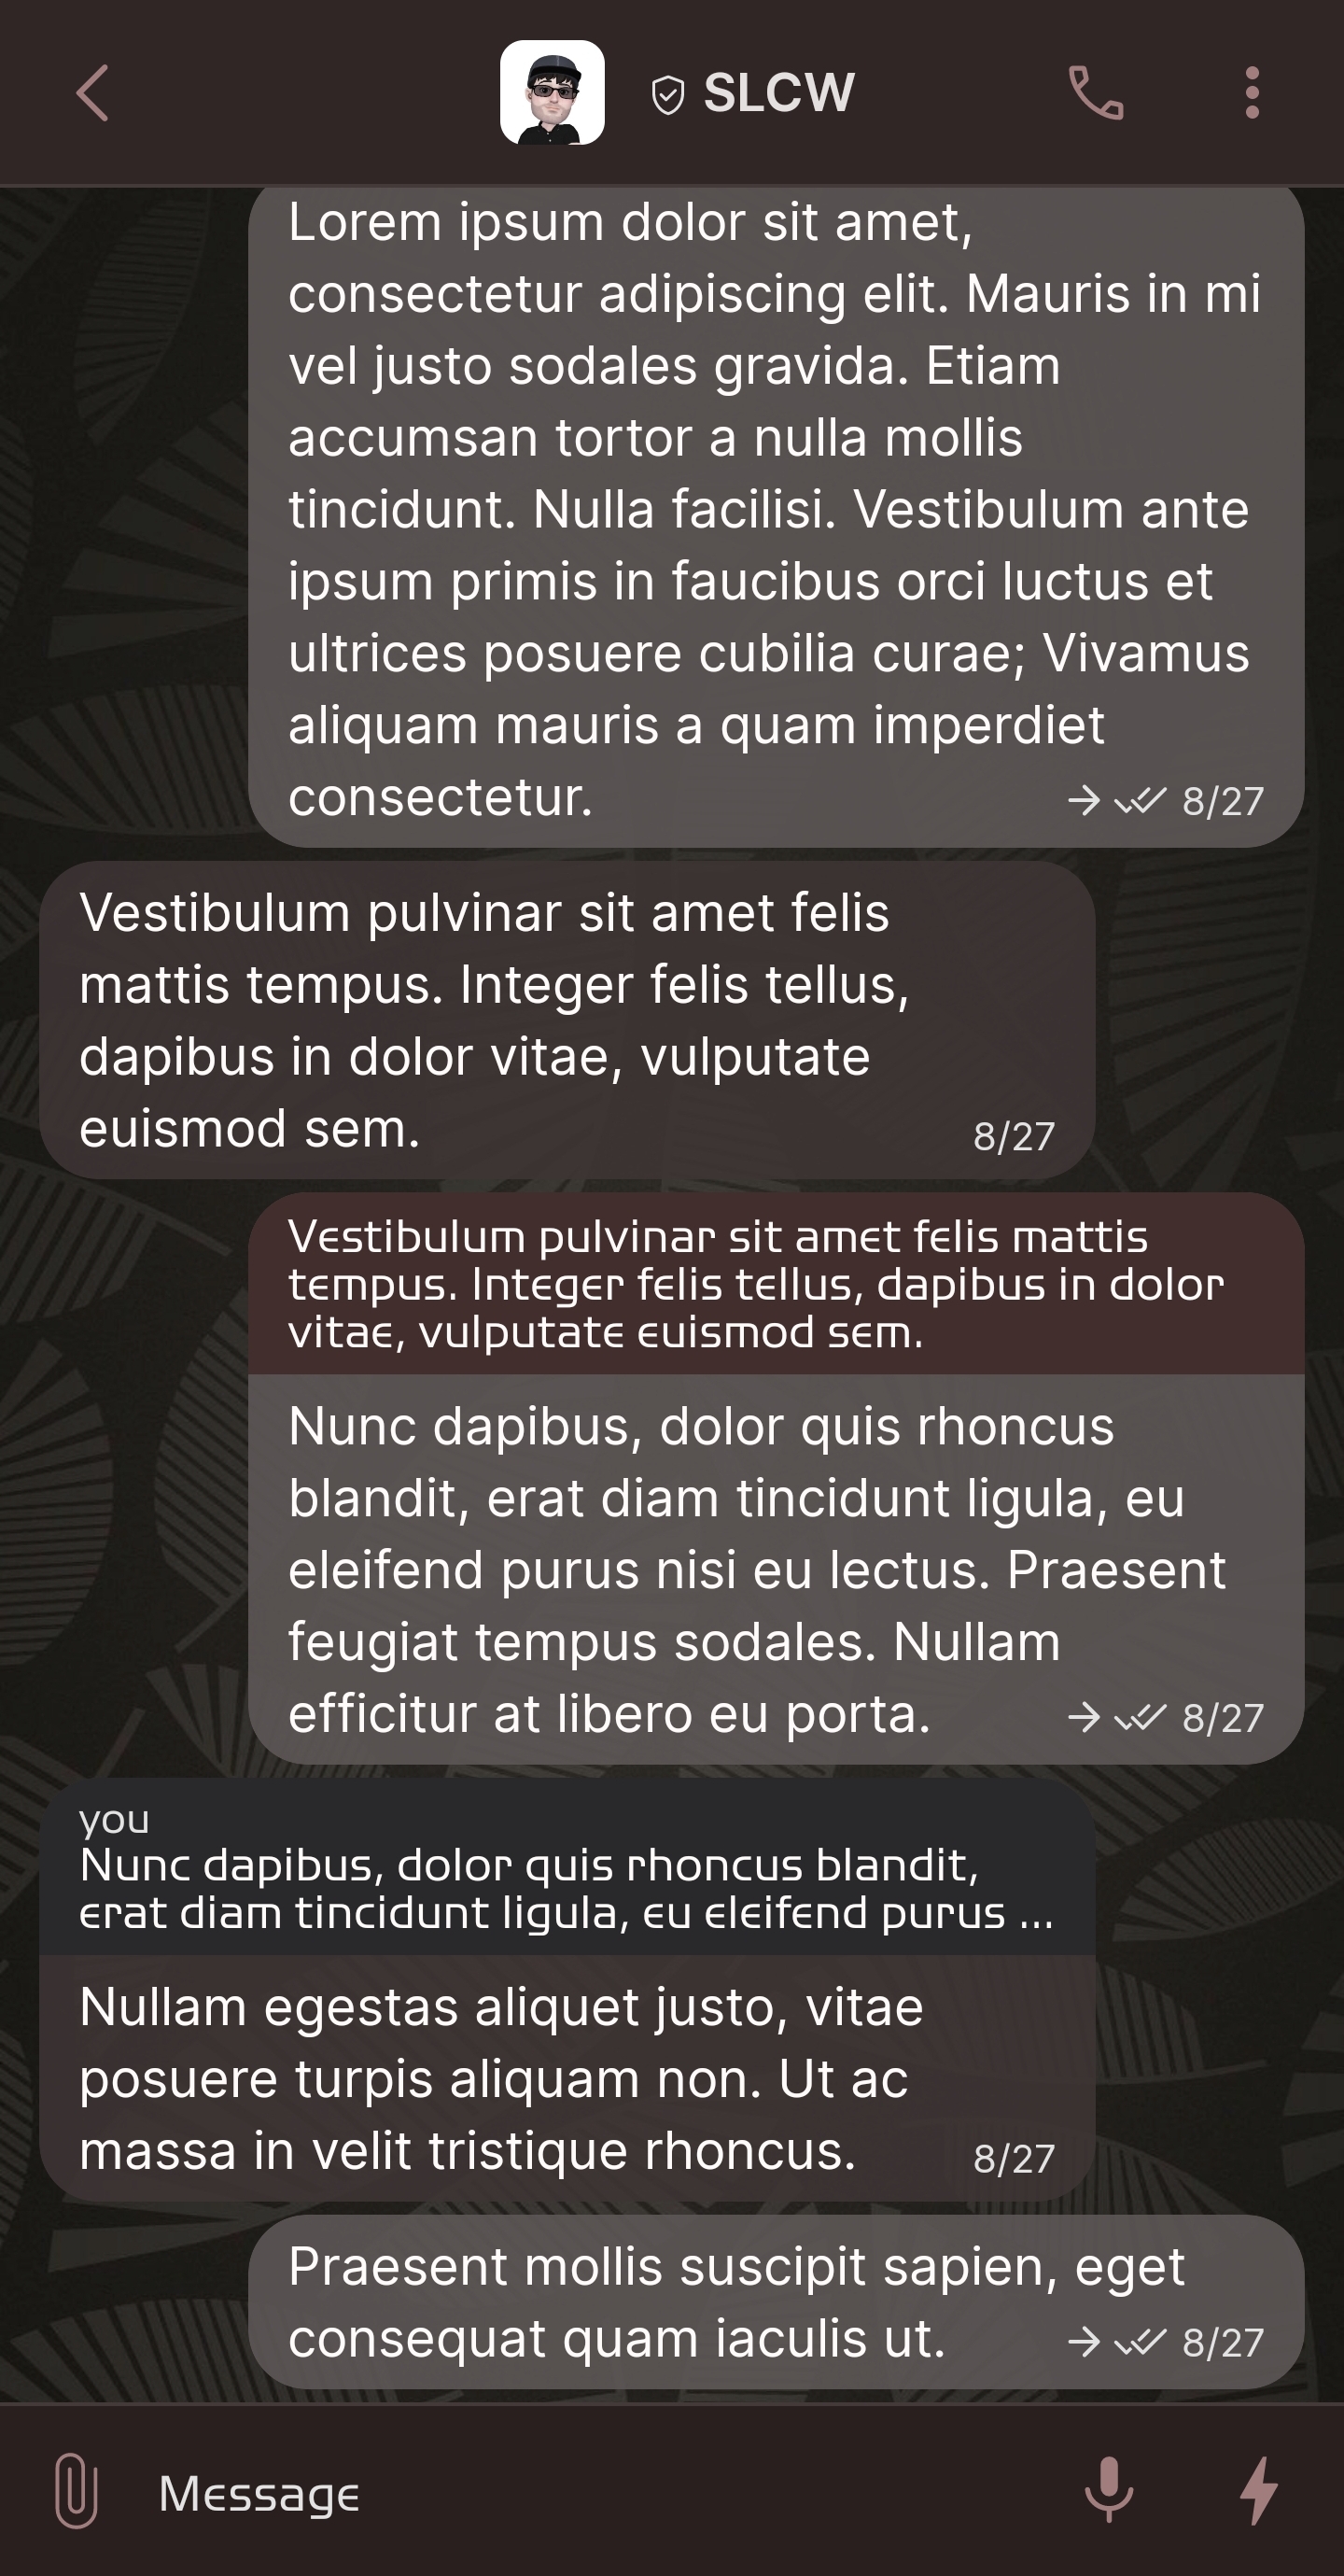 SLCW
Lorem ipsum dolor sit amet,
consectetur adipiscing elit. Mauris in mi
vel justo sodales gravida. Etiam
accumsan tortor a nulla mollis
tincidunt. Nulla facilisi. Vestibulum ante
ipsum primis in faucibus orci luctus et
ultrices posuere cubilia curae; Vivamus
aliquam mauris a quam imperdiet
consectetur. 8/27
Vestibulum pulvinar sit amet felis
mattis tempus. Integer felis tellus,
dapibus in dolor vitae, vulputate
euismod sem. 8/27
Vestibulum pulvinar sit amet felis mattis
tempus. Integer felis tellus, dapibus in dolor
vitae, vulputate euismod sem.
Nunc dapibus, dolor quis rhoncus
blandit, erat diam tincidunt ligula, eu
eleifend purus nisi eu lectus. Praesent
feugiat tempus sodales. Nullam
efficitur at libero eu porta. 8/27
you
Nunc dapibus, dolor quis rhoncus blandit,
erat diam tincidunt ligula, eu eleifend purus ...
Nullam egestas aliquet justo, vitae
posuere turpis aliquam non. Ut ac
massa in velit tristique rhoncus. 8/27
Praesent mollis suscipit sapien, eget
consequat quam iaculis ut. 8/27
Message